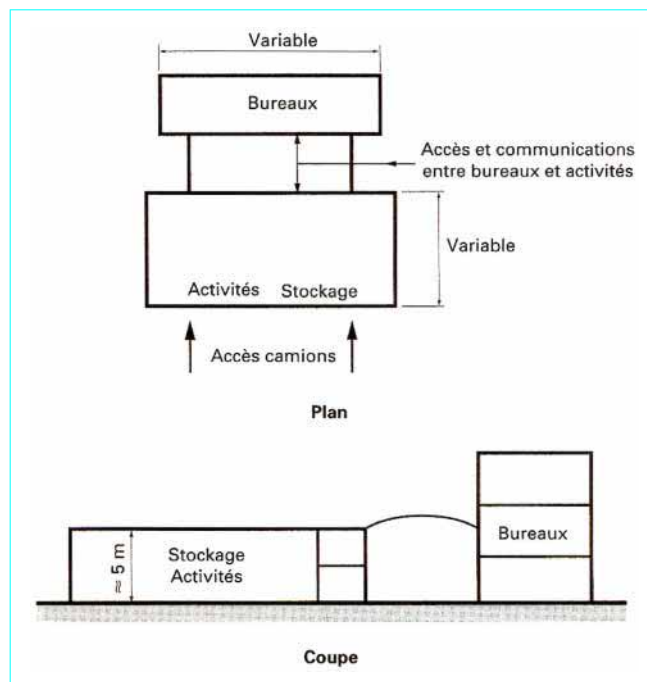 Variable
Bureaux
Accès et communications
entre bureaux et activités
Variable
Activités Stockage
Accès camions
Plan
≈ 5 m
Stockage
Activités
Bureaux
Coupe